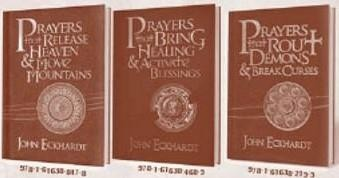 PRAYERS
that RELEASE
HEAVEN
& MOVE
MOUNTAINS
JOHN ECKHARDT
PRAYERS
that BRING
HEALING
& ACTIVATE
BLESSINGS
JOHN ECKHARDT
PRAYERS
that ROUT
DEMONS
& BREAK CURSES
JOHN ECKHARDT